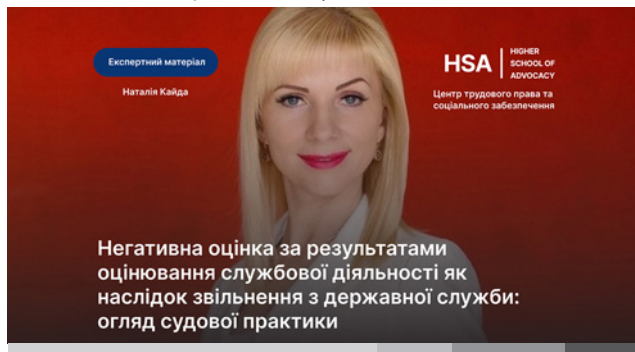 Експертний матеріал
Наталія Кайда
HSA
HIGHER
SCHOOL OF
ADVOCACY
Центр трудового права та
соціального забезпечення
Негативна оцінка за результатами
оцінювання службової діяльності як
наслідок звільнення з державної служби:
огляд судової практики